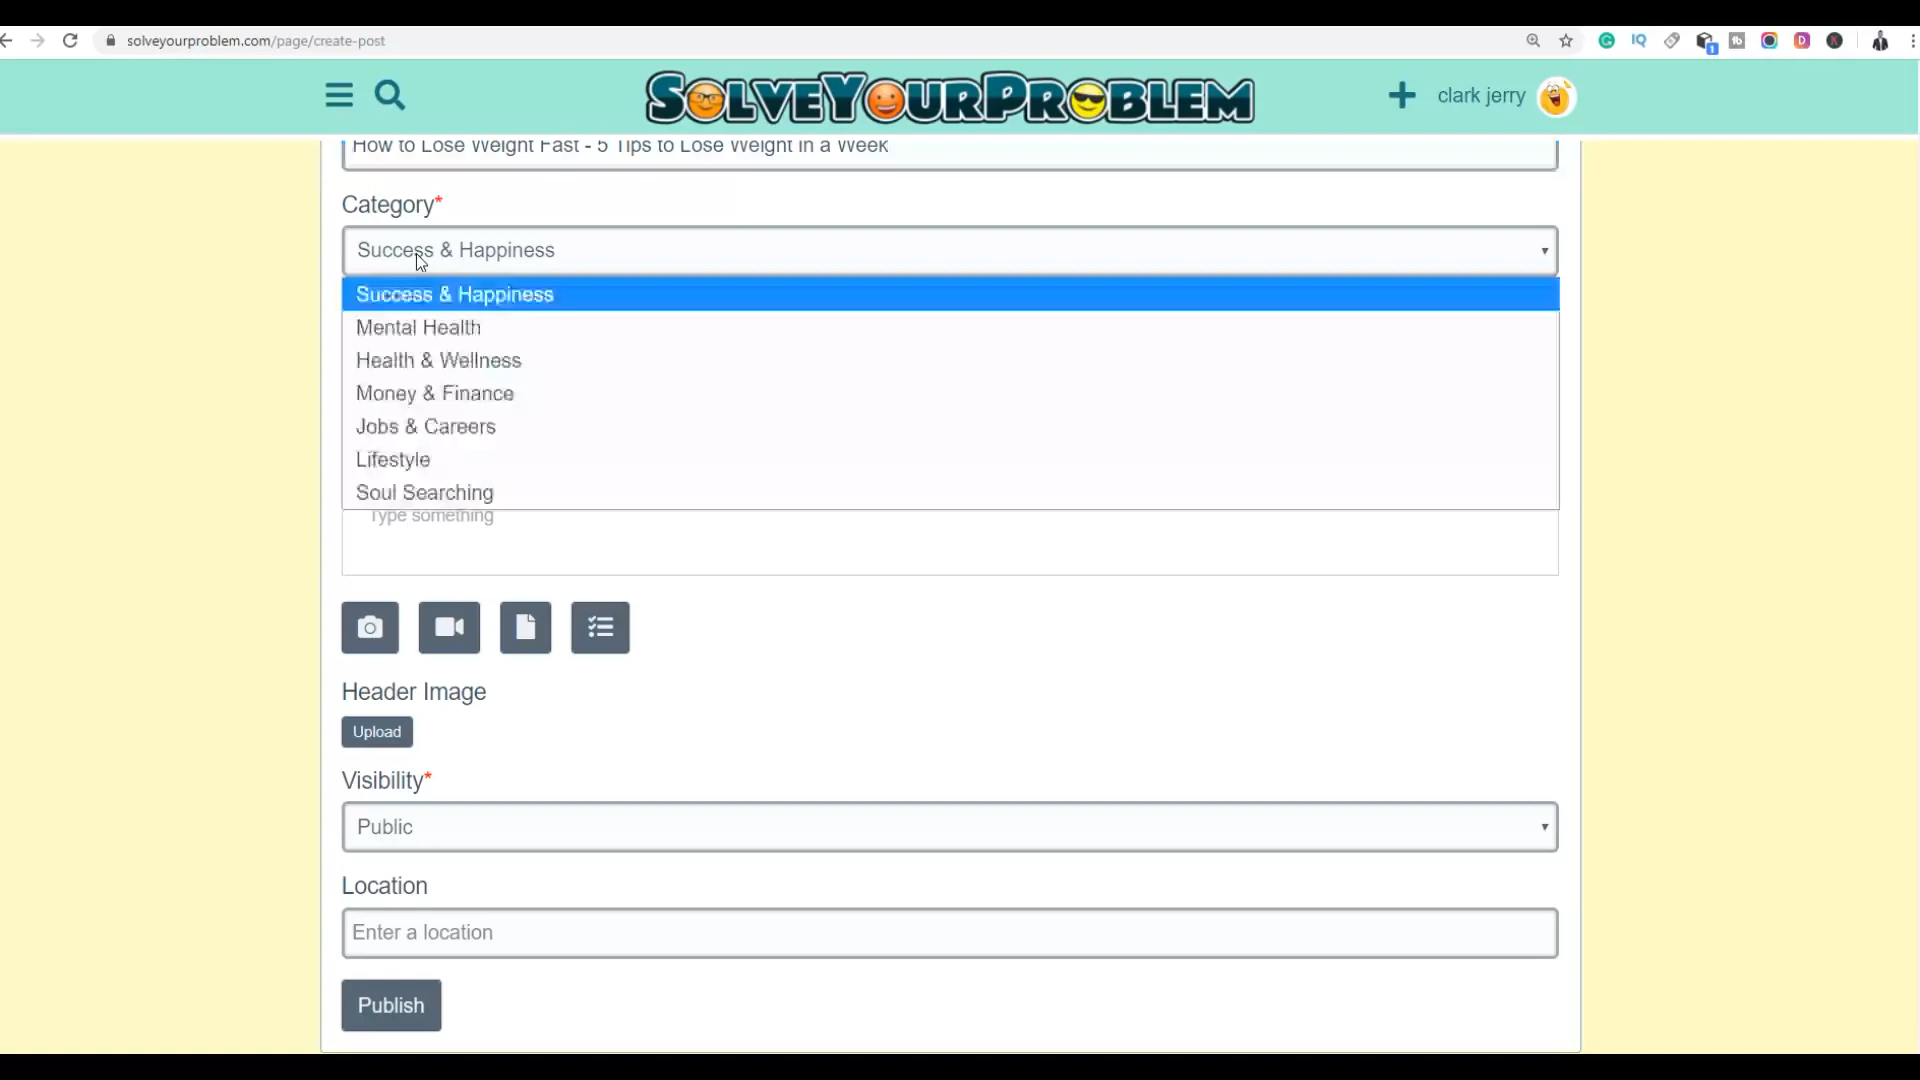 solveyourproblem.com/page/create-post
SOLVEYOURPROBLEM
clark jerry
How to Lose Weight Fast - 5 Tips to Lose Weight in a Week
Category*
Success & Happiness
Success & Happiness
Mental Health
Health & Wellness
Money & Finance
Jobs & Careers
Lifestyle
Soul Searching
Type something
Header Image
Upload
Visibility*
Public
Location
Enter a location
Publish